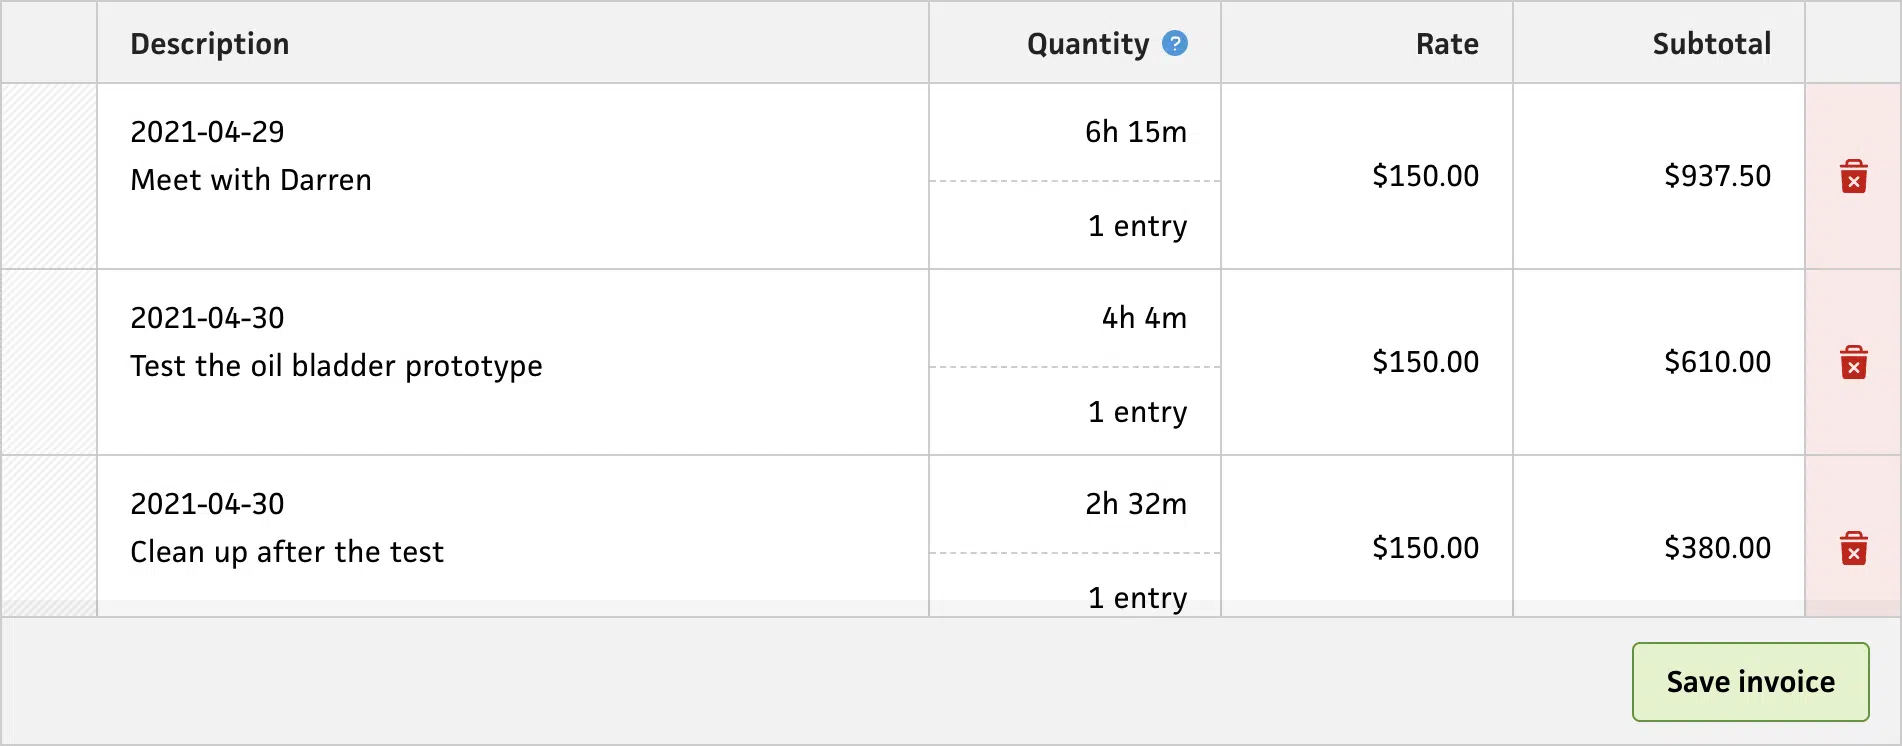 Description Quantity ? Rate Subtotal
2021-04-29 6h 15m
Meet with Darren $150.00 $937.50
1 entry
2021-04-30 4h 4m
Test the oil bladder prototype $150.00 $610.00
1 entry
2021-04-30 2h 32m
Clean up after the test $150.00 $380.00
1 entry
Save invoice